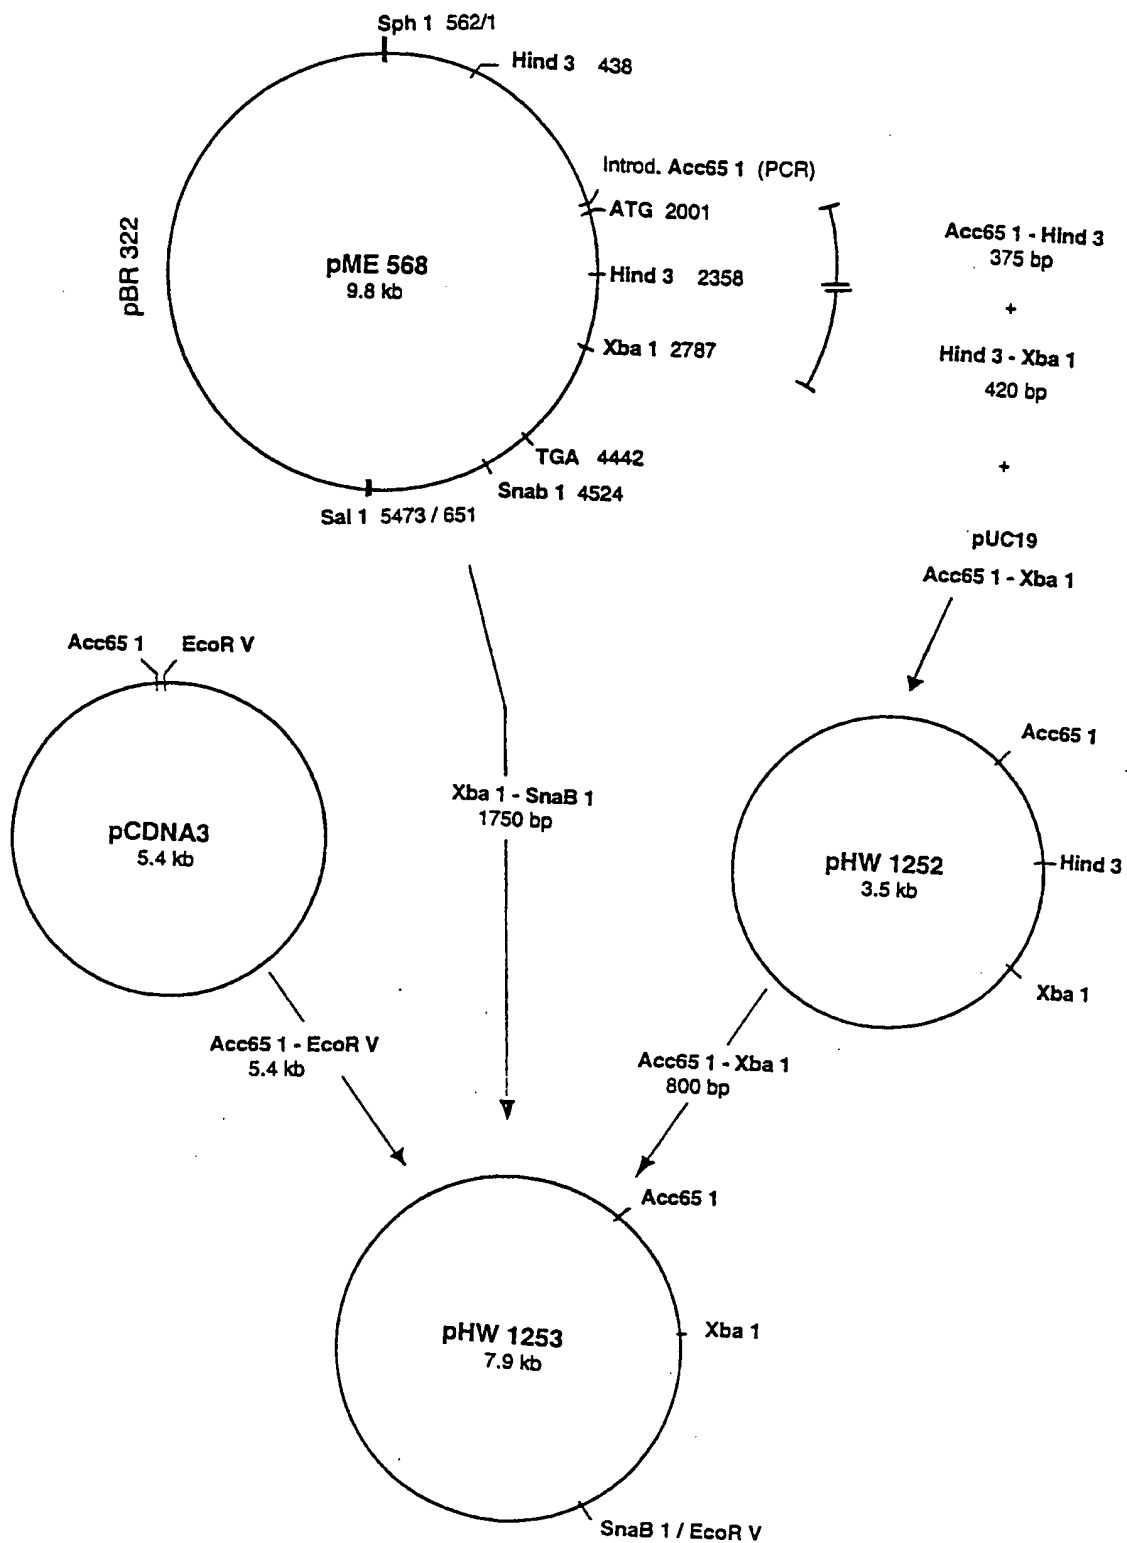 Sph 1 562/1
Hind 3 438
Introd. Acc65 1 (PCR)
ATG 2001
pBR 322
pME 568
9.8 kb
Hind 3 2358
Xba 1 2787
TGA 4442
Snab 1 4524
Sal 1 5473 / 651
Acc65 1 - Hind 3
375 bp
+
Hind 3 - Xba 1
420 bp
+
pUC19
Acc65 1 - Xba 1
Acc65 1 EcoR V
pCDNA3
5.4 kb
Xba 1 - SnaB 1
1750 bp
Acc65 1
pHW 1252
3.5 kb
Hind 3
Xba 1
Acc65 1 - EcoR V
5.4 kb
Acc65 1 - Xba 1
800 bp
Acc65 1
pHW 1253
7.9 kb
Xba 1
SnaB 1 / EcoR V